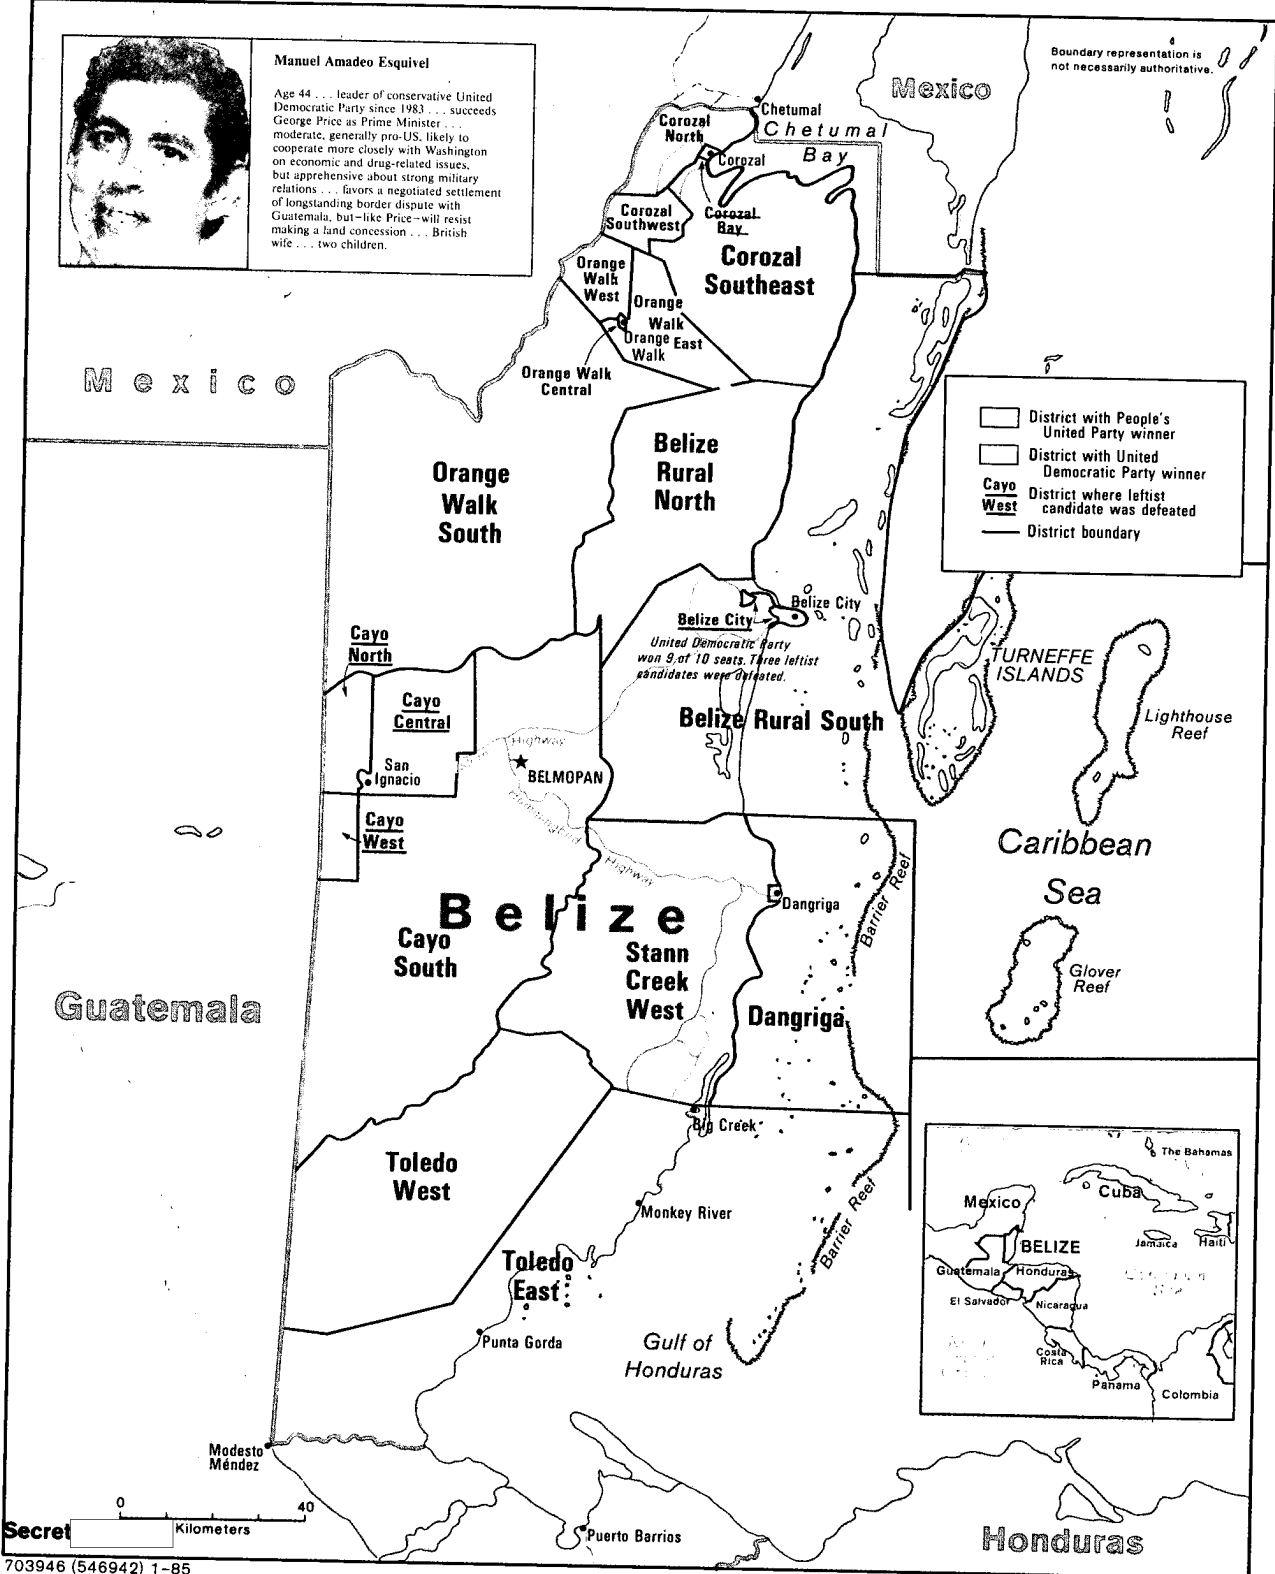 Manuel Amadeo Esquivel
Age 44 . . . leader of conservative United
Democratic Party since 1983 . . . succeeds
George Price as Prime Minister . . .
moderate, generally pro-US, likely to
cooperate more closely with Washington
on economic and drug-related issues,
but apprehensive about strong military
relations . . . favors a negotiated settlement
of longstanding border dispute with
Guatemala, but—like Price—will resist
making a land concession . . . British
wife . . . two children.
Boundary representation is
not necessarily authoritative.
Mexico
Chetumal
Chetumal
Bay
Corozal
North
Corozal
Corozal
Southwest
Corozal
Bay
Corozal
Southeast
Orange
Walk
West
Orange
Walk
East
Orange
Walk
Orange Walk
Central
Mexico
District with People's
United Party winner
District with United
Democratic Party winner
Cayo
West
District where leftist
candidate was defeated
District boundary
Orange
Walk
South
Belize
Rural
North
Belize City
Belize City
United Democratic Party
won 9 of 10 seats. Three leftist
candidates were defeated.
Cayo
North
Cayo
Central
TURNEFFE
ISLANDS
Lighthouse
Reef
Belize Rural South
Highway
San
Ignacio
BELMOPAN
Hummingbird
Highway
Cayo
West
Caribbean
Sea
Dangriga
Barrier Reef
Belize
Cayo
South
Stann
Creek
West
Dangriga
Glover
Reef
Guatemala
Big Creek
Toledo
West
Monkey River
Barrier Reef
Toledo
East
Punta Gorda
Gulf of
Honduras
The Bahamas
Cuba
Mexico
Jamaica
Haiti
BELIZE
Guatemala
Honduras
El Salvador
Nicaragua
Costa
Rica
Panama
Colombia
Modesto
Méndez
0
40
Kilometers
Secret
Puerto Barrios
Honduras
703946 (546942) 1-85